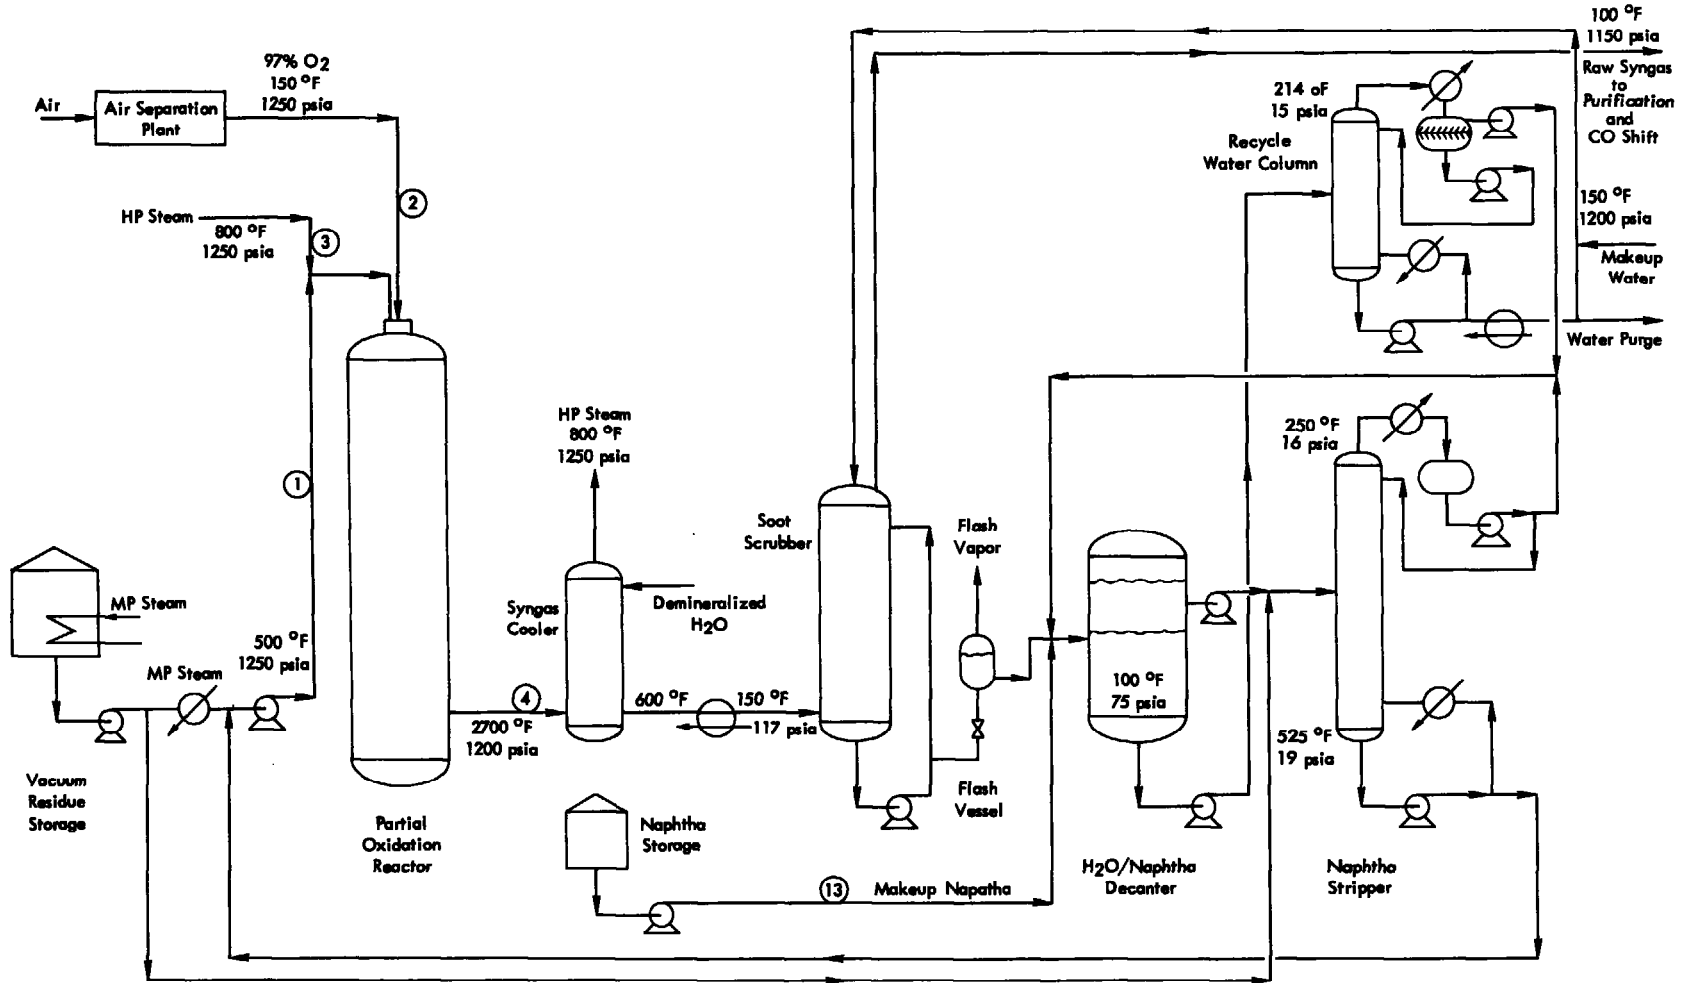 100 °F
1150 psia
Raw Syngas
to
Purification
and
CO Shift
97% O2
150 °F
1250 psia
Air
Air Separation
Plant
2
HP Steam
800 °F
1250 psia
3
214 oF
15 psia
Recycle
Water Column
150 °F
1200 psia
Makeup
Water
Water Purge
HP Steam
800 °F
1250 psia
250 °F
16 psia
1
Soot
Scrubber
Flash
Vapor
Syngas
Cooler
Demineralized
H2O
MP Steam
500 °F
1250 psia
MP Steam
4
2700 °F
1200 psia
600 °F
150 °F
117 psia
100 °F
75 psia
525 °F
19 psia
Vacuum
Residue
Storage
Partial
Oxidation
Reactor
Naphtha
Storage
Flash
Vessel
H2O/Naphtha
Decanter
Naphtha
Stripper
13
Makeup Napatha